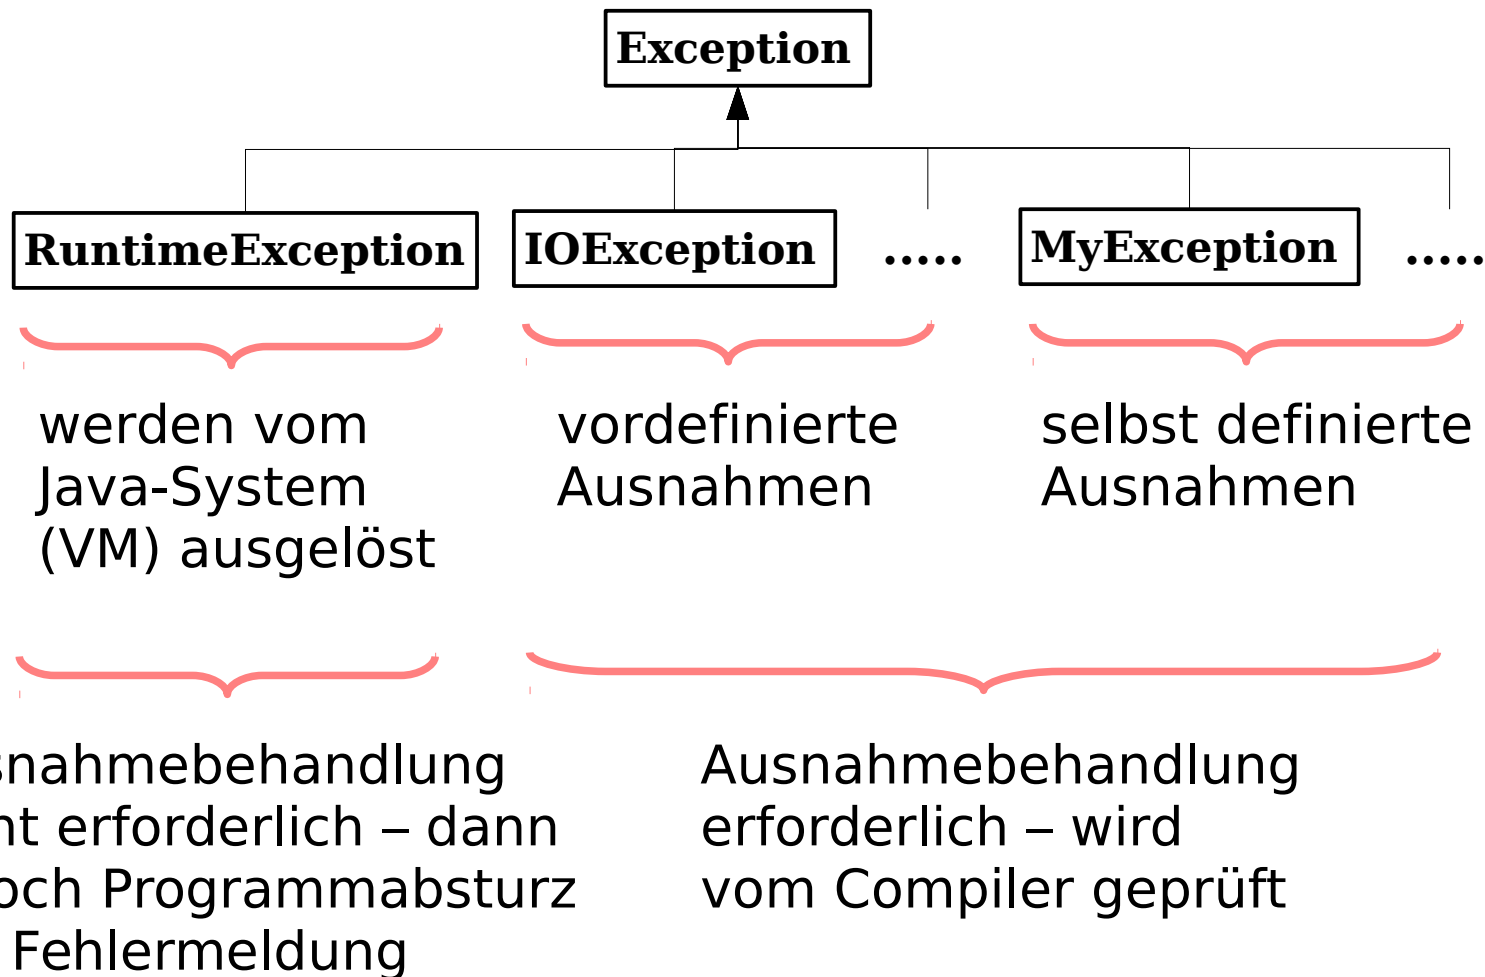 Exception
RuntimeException
IOException
.....
MyException
.....
werden vom
Java-System
(VM) ausgelöst
vordefinierte
Ausnahmen
selbst definierte
Ausnahmen
snahmebehandlung
nt erforderlich – dann
och Programmabsturz
Fehlermeldung
Ausnahmebehandlung
erforderlich – wird
vom Compiler geprüft